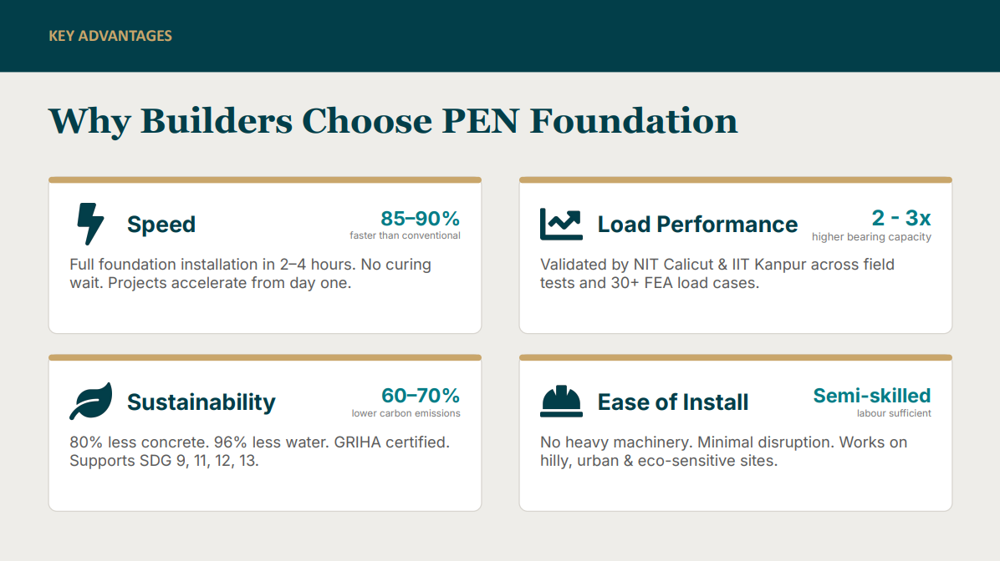 KEY ADVANTAGES
Why Builders Choose PEN Foundation
Speed
85–90%
faster than conventional
Full foundation installation in 2–4 hours. No curing
wait. Projects accelerate from day one.
Load Performance
2 - 3x
higher bearing capacity
Validated by NIT Calicut & IIT Kanpur across field
tests and 30+ FEA load cases.
Sustainability
60–70%
lower carbon emissions
80% less concrete. 96% less water. GRIHA certified.
Supports SDG 9, 11, 12, 13.
Ease of Install
Semi-skilled
labour sufficient
No heavy machinery. Minimal disruption. Works on
hilly, urban & eco-sensitive sites.